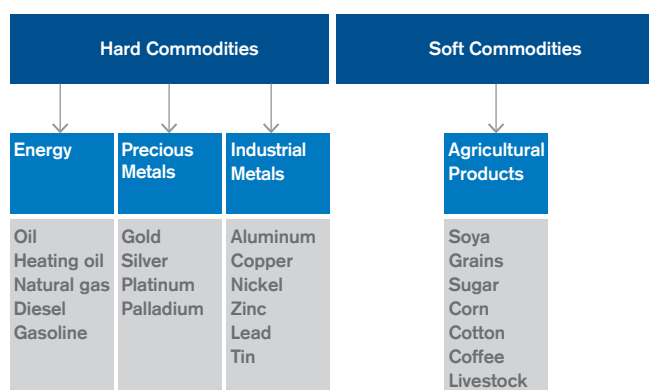 Hard Commodities
Soft Commodities
Energy
Precious
Metals
Industrial
Metals
Agricultural
Products
Oil
Heating oil
Natural gas
Diesel
Gasoline
Gold
Silver
Platinum
Palladium
Aluminum
Copper
Nickel
Zinc
Lead
Tin
Soya
Grains
Sugar
Corn
Cotton
Coffee
Livestock